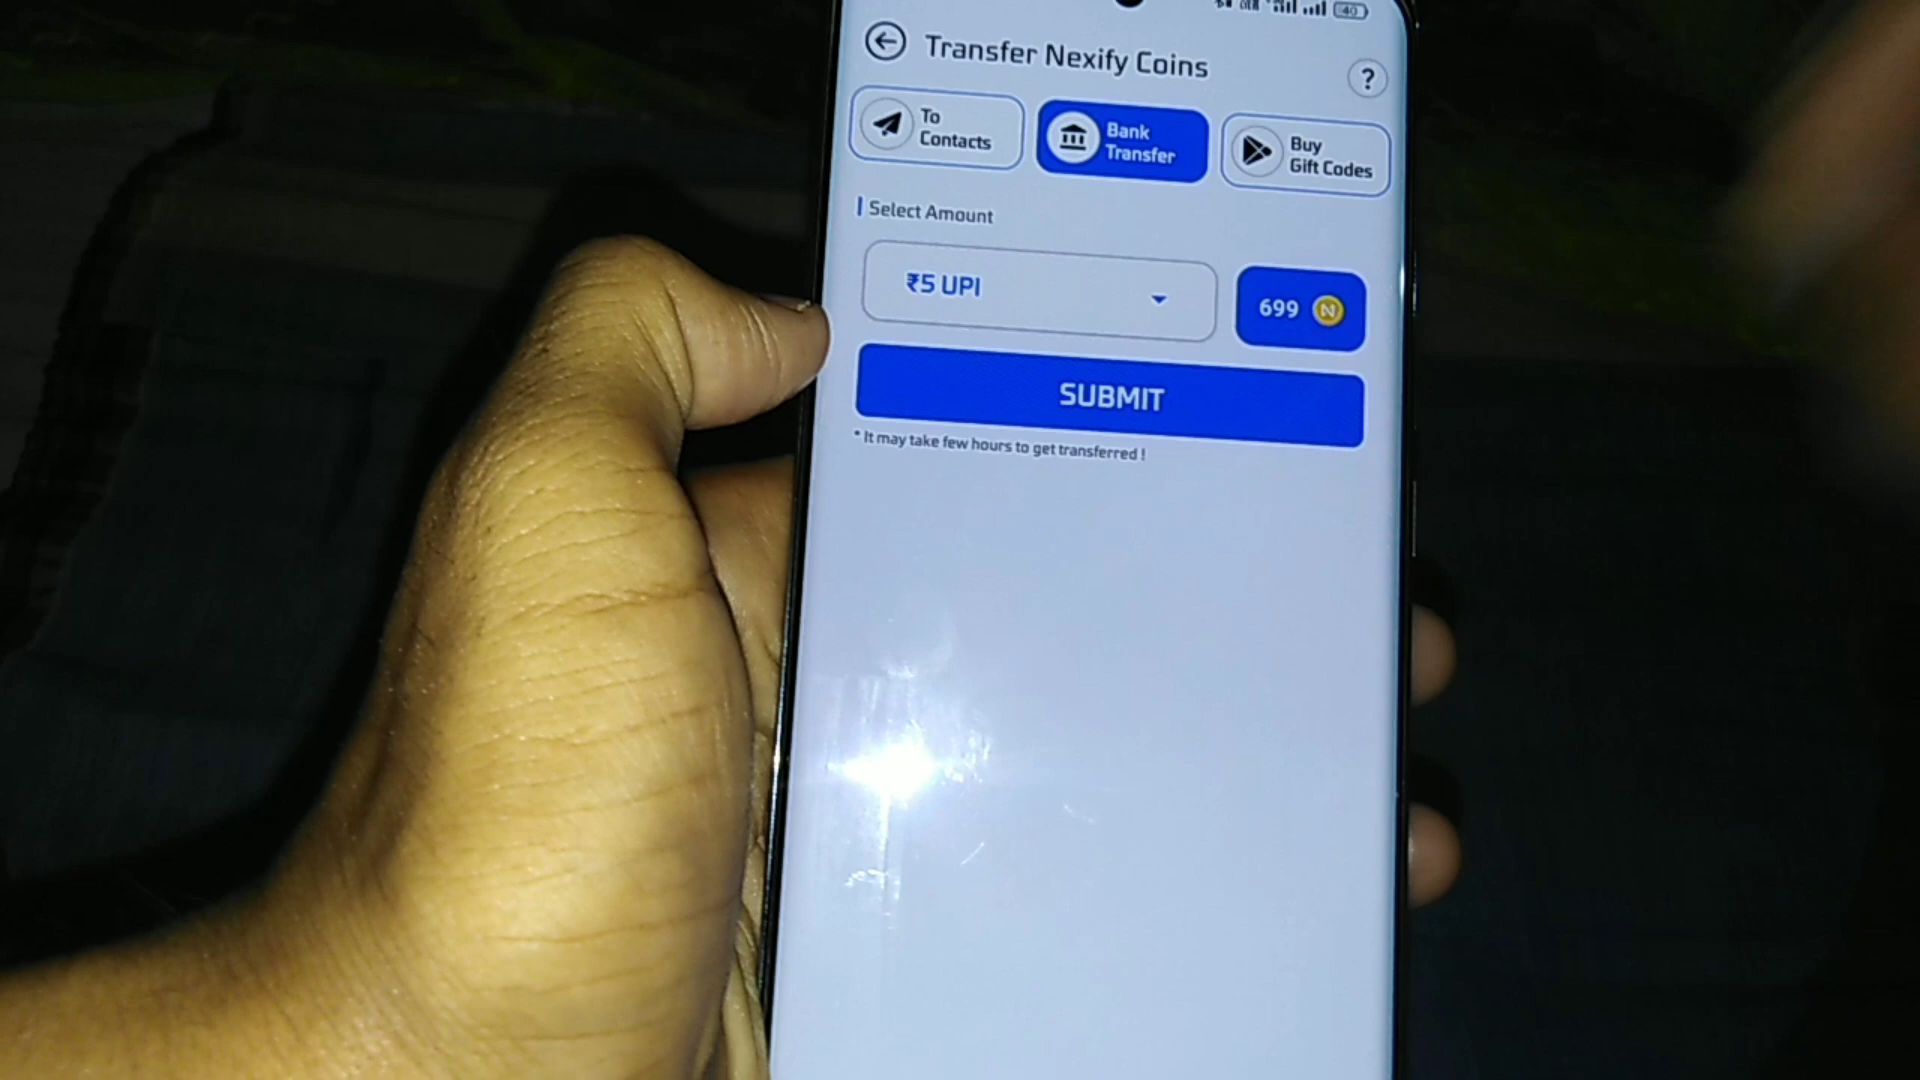 40
Transfer Nexify Coins
?
To
Contacts
Bank
Transfer
Buy
Gift Codes
Select Amount
₹5 UPI
699 N
SUBMIT
* It may take few hours to get transferred !